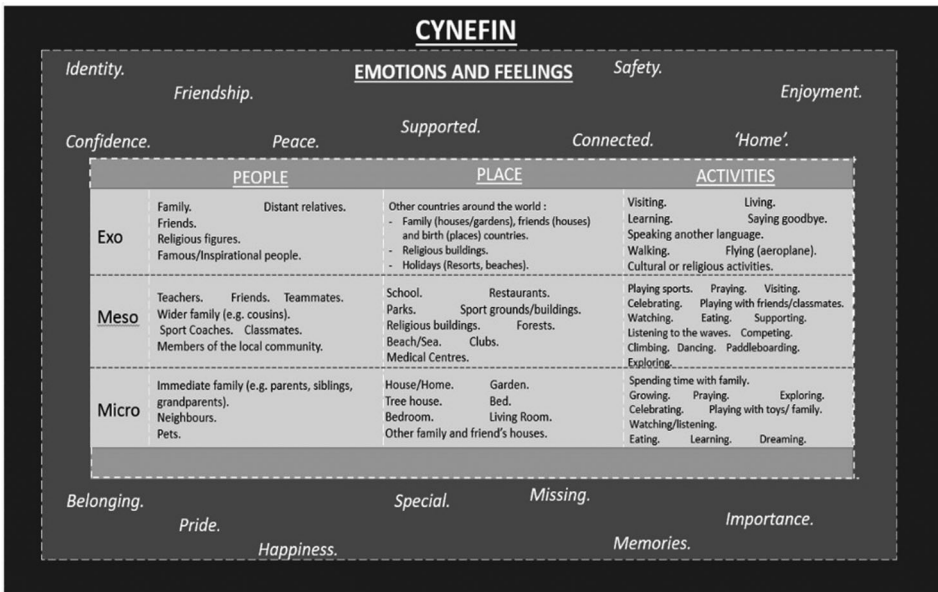 CYNEFIN
Identity.
EMOTIONS AND FEELINGS
Safety.
Friendship.
Enjoyment.
Supported.
Confidence.
Peace.
Connected.
‘Home’.
PEOPLE
PLACE
ACTIVITIES
Exo
Family. Distant relatives.
Friends.
Religious figures.
Famous/Inspirational people.
Other countries around the world :
- Family (houses/gardens), friends (houses)
and birth (places) countries.
- Religious buildings.
- Holidays (Resorts, beaches).
Visiting. Living.
Learning. Saying goodbye.
Speaking another language.
Walking. Flying (aeroplane).
Cultural or religious activities.
Meso
Teachers. Friends. Teammates.
Wider family (e.g. cousins).
Sport Coaches. Classmates.
Members of the local community.
School. Restaurants.
Parks. Sport grounds/buildings.
Religious buildings. Forests.
Beach/Sea. Clubs.
Medical Centres.
Playing sports. Praying. Visiting.
Celebrating. Playing with friends/classmates.
Watching. Eating. Supporting.
Listening to the waves. Competing.
Climbing. Dancing. Paddleboarding.
Exploring.
Micro
Immediate family (e.g. parents, siblings,
grandparents).
Neighbours.
Pets.
House/Home. Garden.
Tree house. Bed.
Bedroom. Living Room.
Other family and friend’s houses.
Spending time with family.
Growing. Praying. Exploring.
Celebrating. Playing with toys/ family.
Watching/listening.
Eating. Learning. Dreaming.
Belonging.
Special.
Missing.
Pride.
Importance.
Happiness.
Memories.